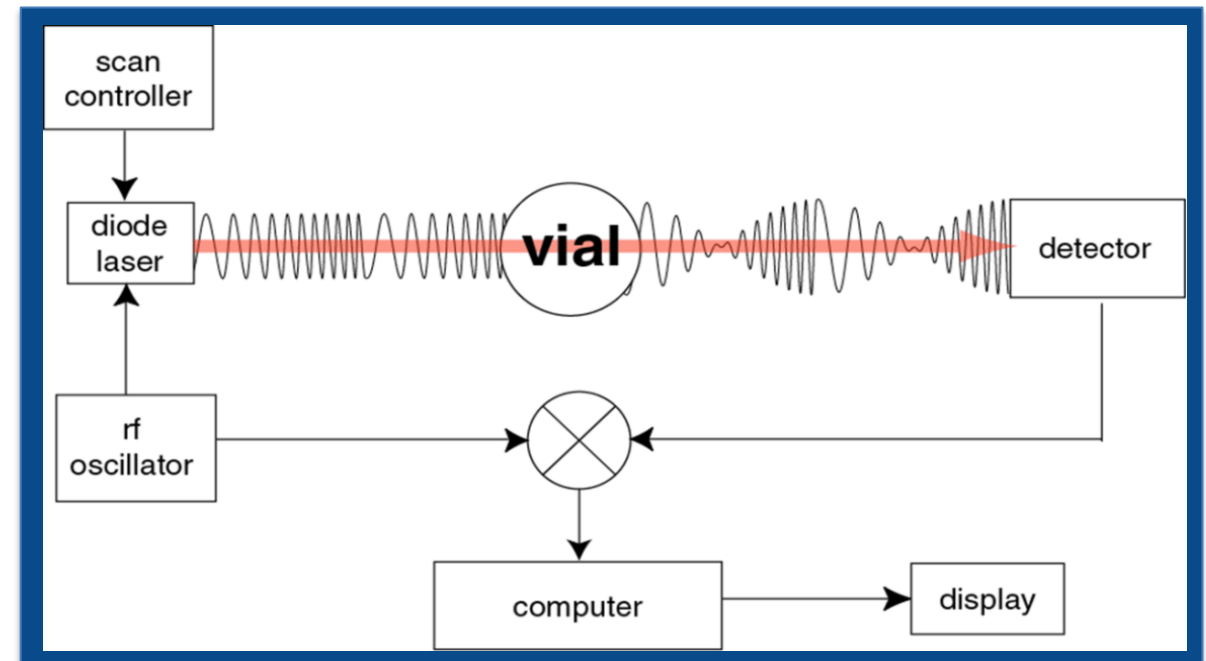 scan
controller
diode
laser
vial
detector
rf
oscillator
computer
display